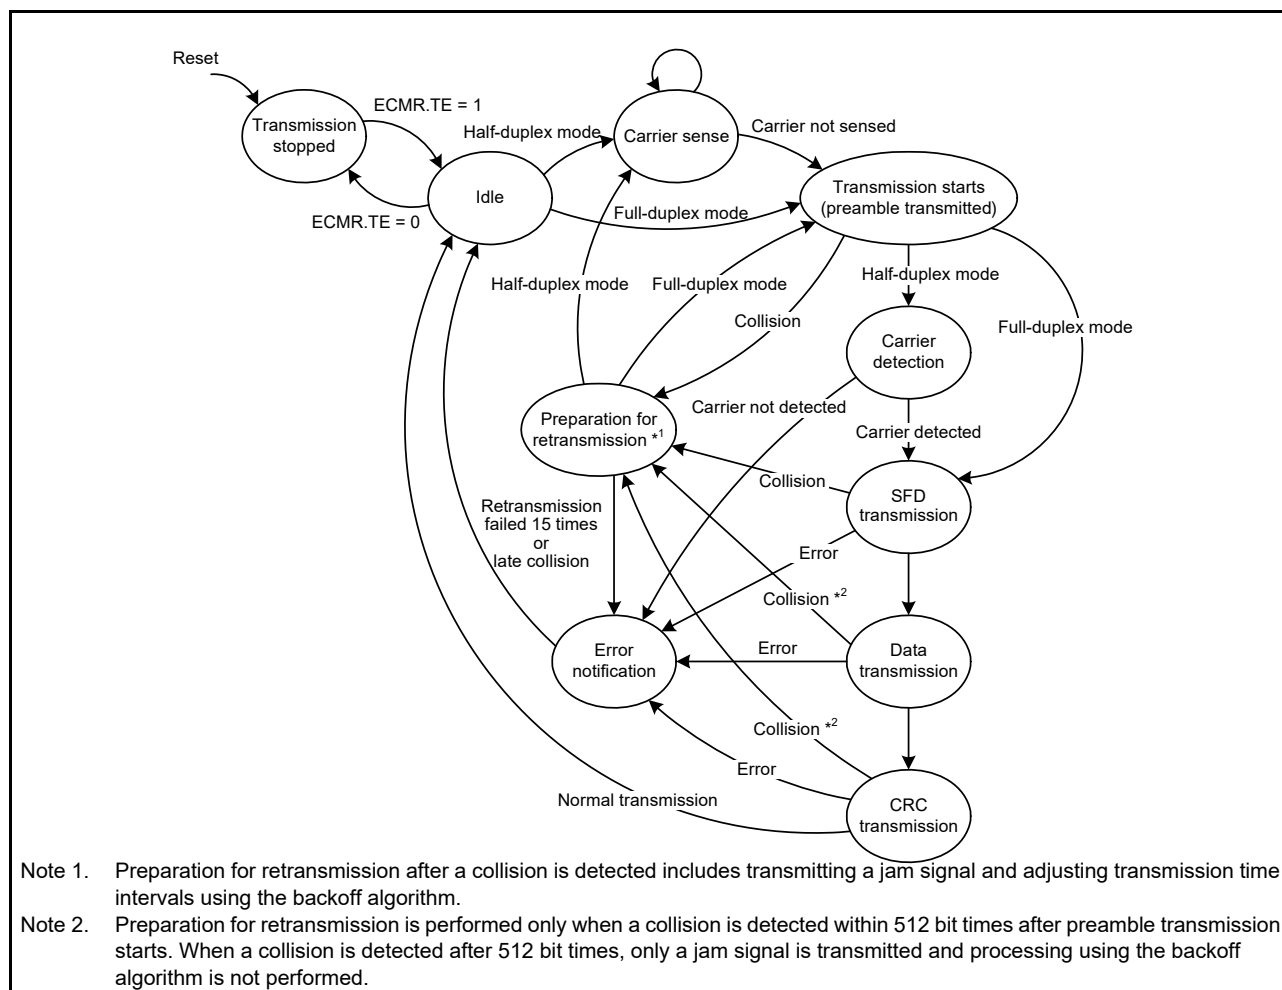 Reset
ECMR.TE = 1
Transmission
stopped
Half-duplex mode
Carrier sense
Carrier not sensed
Idle
Transmission starts
(preamble transmitted)
ECMR.TE = 0
Full-duplex mode
Half-duplex mode
Full-duplex mode
Half-duplex mode
Collision
Full-duplex mode
Carrier
detection
Carrier not detected
Preparation for
retransmission *1
Carrier detected
Collision
SFD
transmission
Retransmission
failed 15 times
or
late collision
Error
Collision *2
Error
notification
Error
Data
transmission
Collision *2
Error
Normal transmission
CRC
transmission
Note 1. Preparation for retransmission after a collision is detected includes transmitting a jam signal and adjusting transmission time
intervals using the backoff algorithm.
Note 2. Preparation for retransmission is performed only when a collision is detected within 512 bit times after preamble transmission
starts. When a collision is detected after 512 bit times, only a jam signal is transmitted and processing using the backoff
algorithm is not performed.